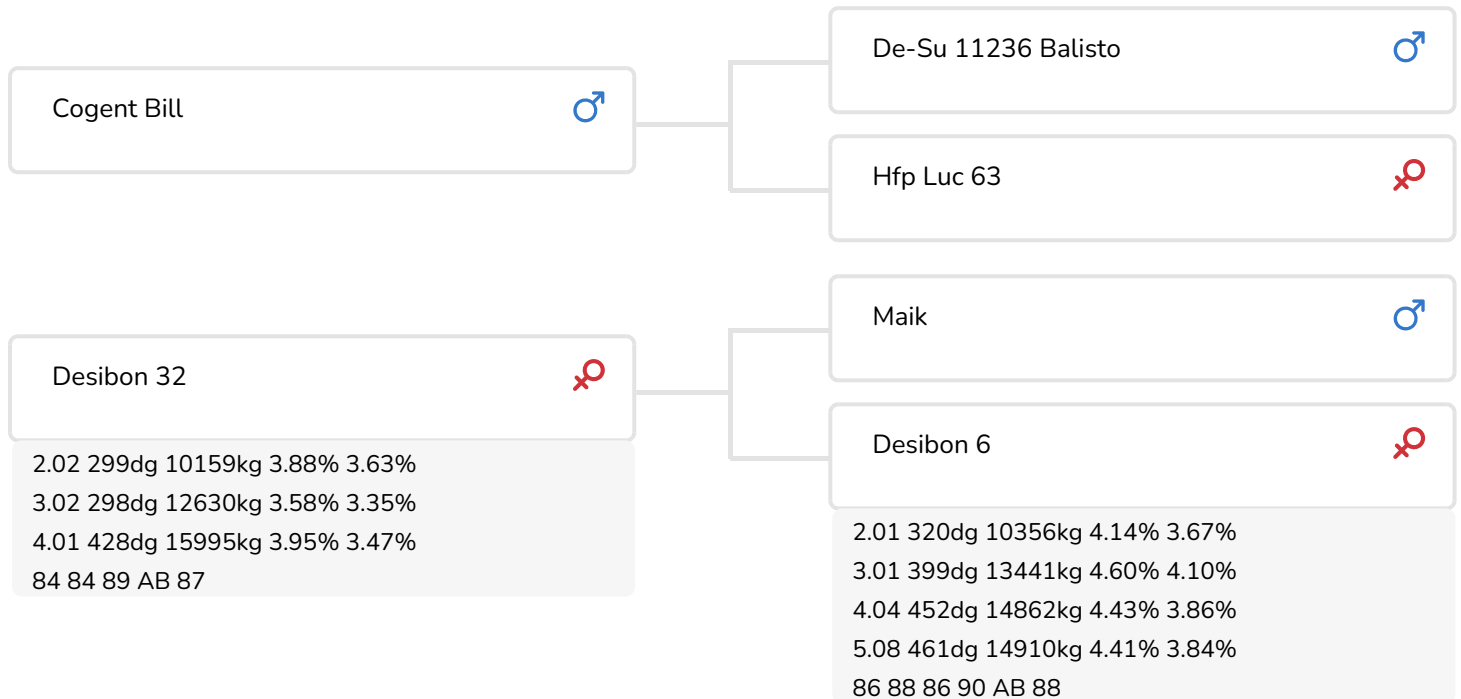 Cogent Bill
De-Su 11236 Balisto
Hfp Luc 63
Desibon 32
2.02 299dg 10159kg 3.88% 3.63%
3.02 298dg 12630kg 3.58% 3.35%
4.01 428dg 15995kg 3.95% 3.47%
84 84 89 AB 87
Maik
Desibon 6
2.01 320dg 10356kg 4.14% 3.67%
3.01 399dg 13441kg 4.60% 4.10%
4.04 452dg 14862kg 4.43% 3.86%
5.08 461dg 14910kg 4.41% 3.84%
86 88 86 90 AB 88